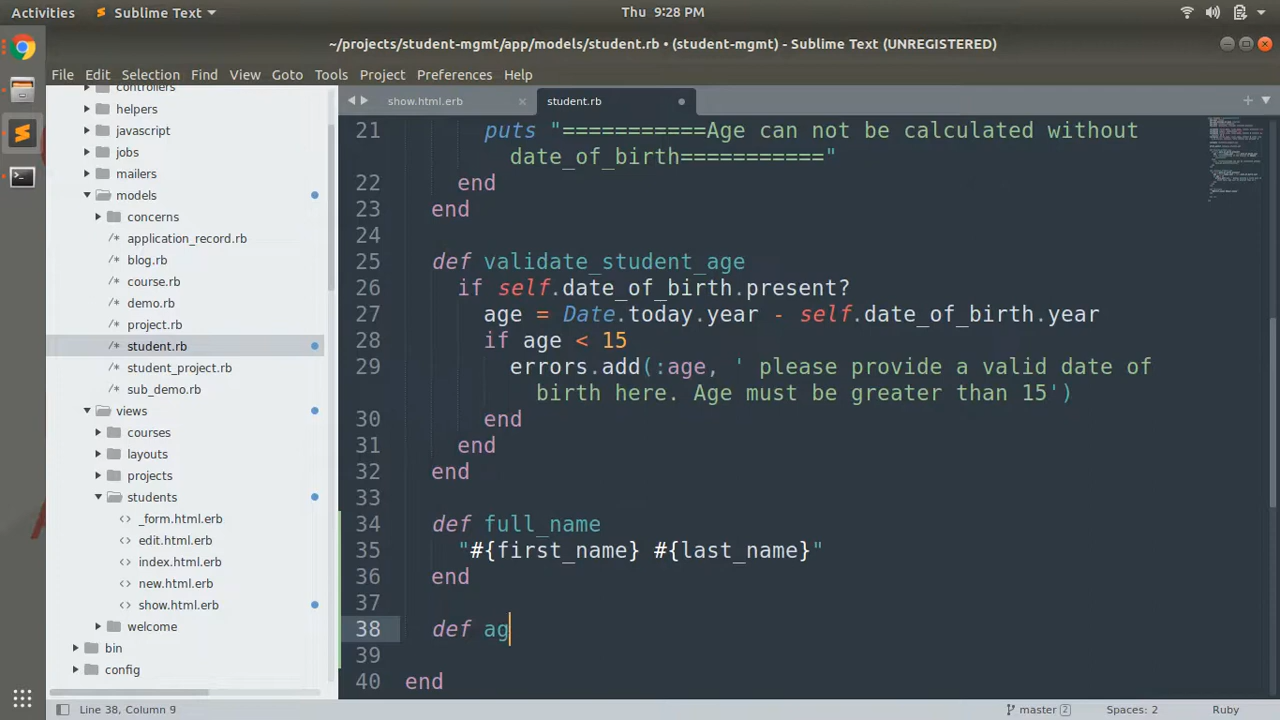 Activities Sublime Text Thu 9:28 PM
~/projects/student-mgmt/app/models/student.rb • (student-mgmt) - Sublime Text (UNREGISTERED)
File Edit Selection Find View Goto Tools Project Preferences Help
controllers
helpers
javascript
jobs
mailers
models
concerns
/* application_record.rb
/* blog.rb
/* course.rb
/* demo.rb
/* project.rb
/* student.rb
/* student_project.rb
/* sub_demo.rb
views
courses
layouts
projects
students
<> _form.html.erb
<> edit.html.erb
<> index.html.erb
<> new.html.erb
<> show.html.erb
welcome
bin
config
show.html.erb × student.rb
21 puts "===========Age can not be calculated without
date_of_birth==========="
22 end
23 end
24
25 def validate_student_age
26 if self.date_of_birth.present?
27 age = Date.today.year - self.date_of_birth.year
28 if age < 15
29 errors.add(:age, ' please provide a valid date of
birth here. Age must be greater than 15')
30 end
31 end
32 end
33
34 def full_name
35 "#{first_name} #{last_name}"
36 end
37
38 def ag
39
40 end
Line 38, Column 9 master 2 Spaces: 2 Ruby